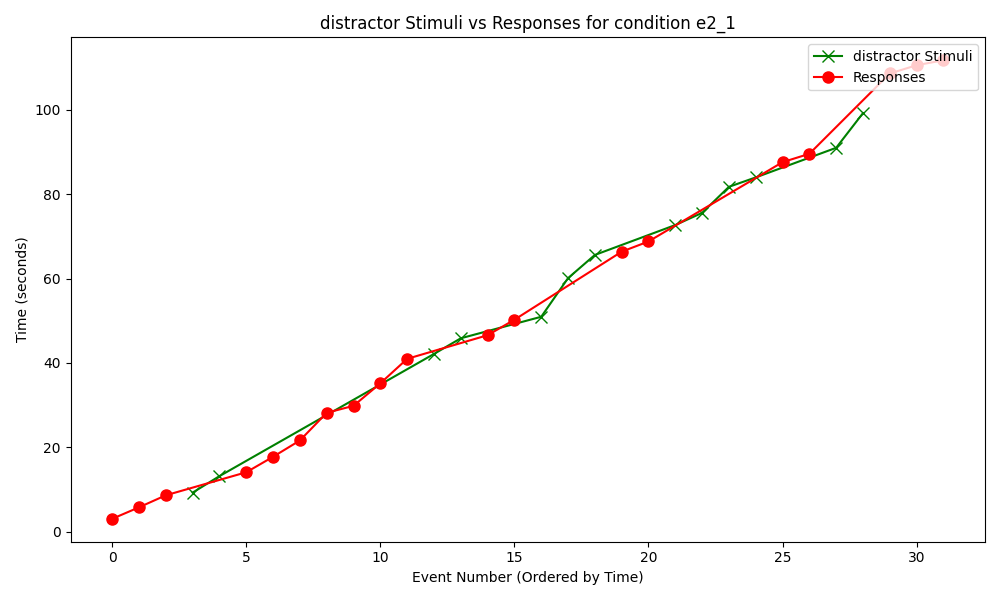 distractor Stimuli vs Responses for condition e2_1
distractor Stimuli
Responses
Time (seconds)
100
80
60
40
20
0
0 5 10 15 20 25 30
Event Number (Ordered by Time)